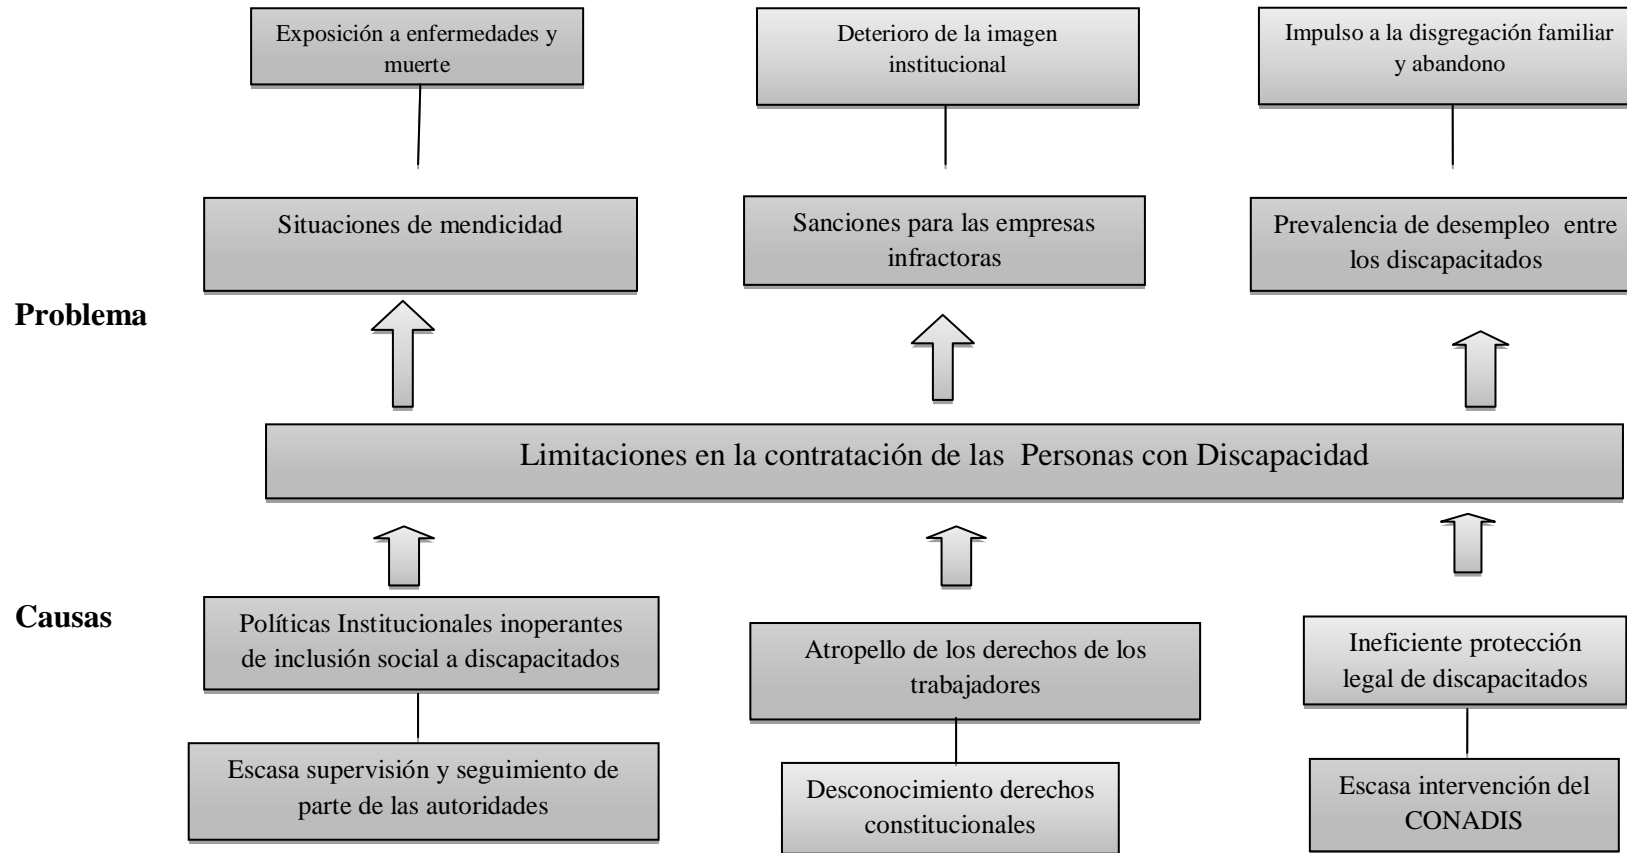 Exposición a enfermedades y
muerte
Deterioro de la imagen
institucional
Impulso a la disgregación familiar
y abandono
Situaciones de mendicidad
Sanciones para las empresas
infractoras
Prevalencia de desempleo entre
los discapacitados
Problema
Limitaciones en la contratación de las Personas con Discapacidad
Causas
Políticas Institucionales inoperantes
de inclusión social a discapacitados
Atropello de los derechos de los
trabajadores
Ineficiente protección
legal de discapacitados
Escasa supervisión y seguimiento de
parte de las autoridades
Desconocimiento derechos
constitucionales
Escasa intervención del
CONADIS